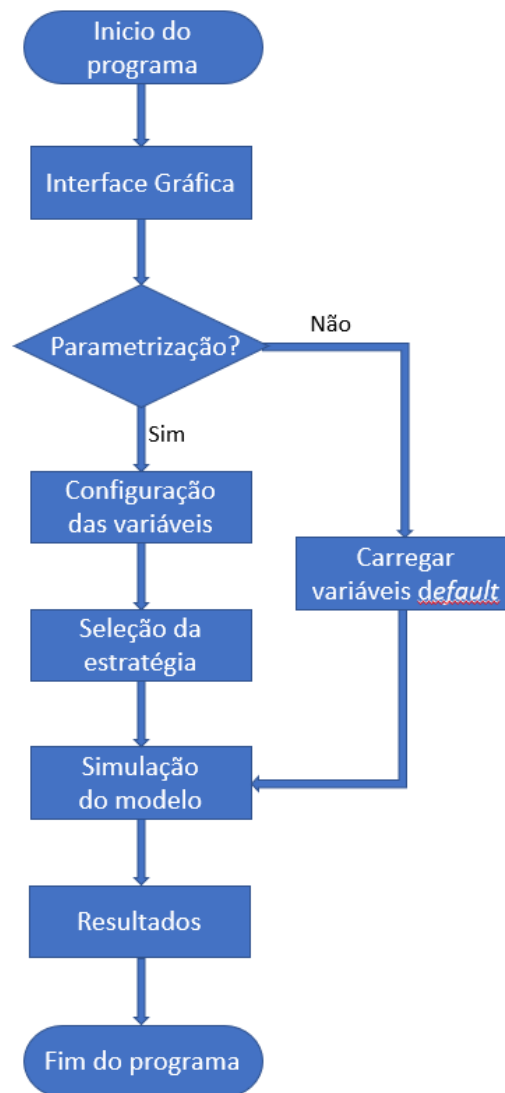 Inicio do
programa
Interface Gráfica
Parametrização?
Não
Sim
Configuração
das variáveis
Carregar
variáveis default
Seleção da
estratégia
Simulação
do modelo
Resultados
Fim do programa